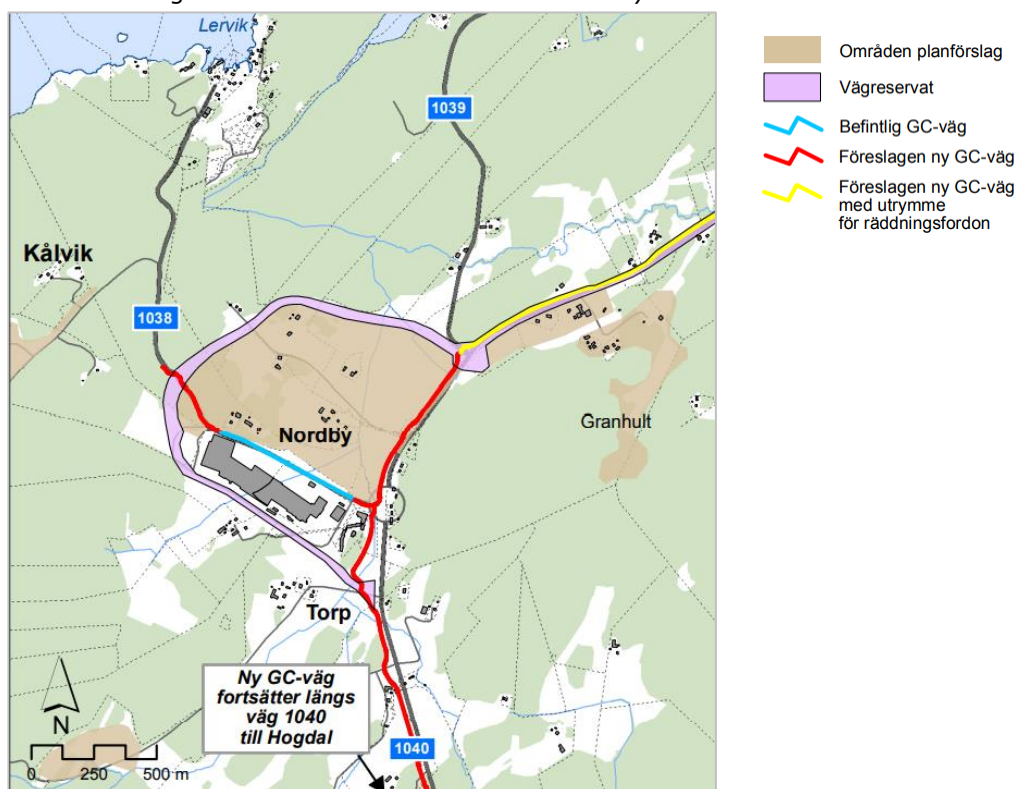 Lervik
1039
Kålvik
1038
Nordby
Granhult
Torp
Ny GC-väg
fortsätter längs
väg 1040
till Hogdal
1040
N
0 250 500 m
Områden planförslag
Vägreservat
Befintlig GC-väg
Föreslagen ny GC-väg
Föreslagen ny GC-väg
med utrymme
för räddningsfordon